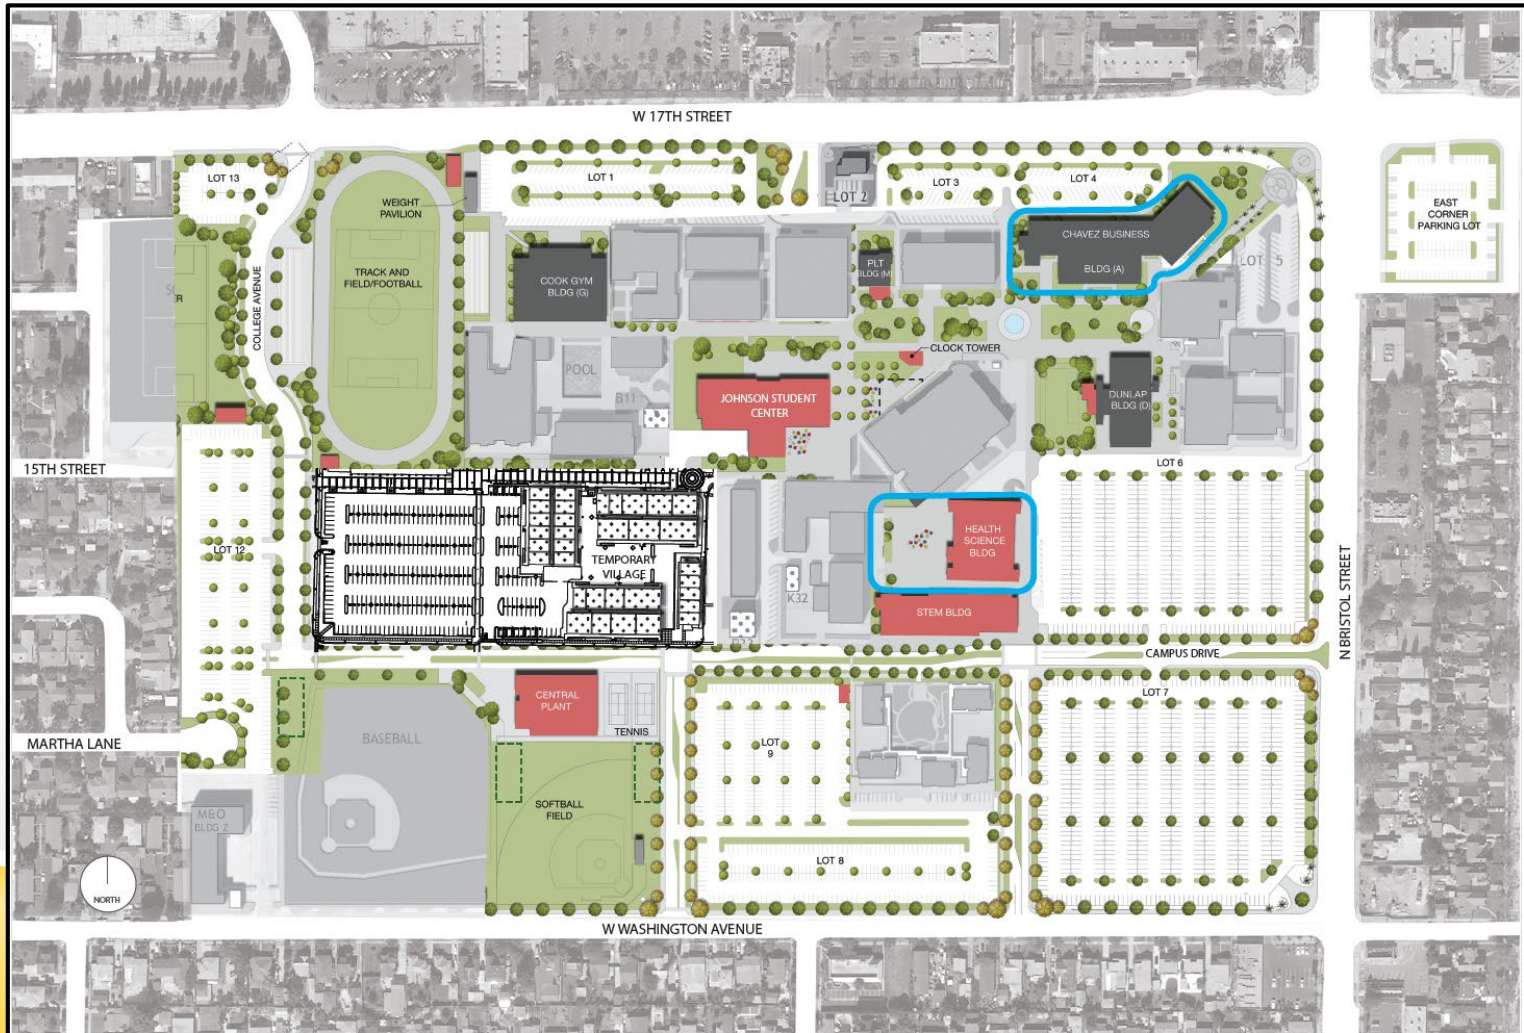 W 17TH STREET
LOT 13
LOT 1
LOT 2
LOT 3
LOT 4
WEIGHT
PAVILION
EAST
CORNER
PARKING LOT
CHAVEZ BUSINESS
BLDG (A)
LOT 5
PLT
BLDG (M)
COOK GYM
BLDG (G)
TRACK AND
FIELD/FOOTBALL
COLLEGE AVENUE
ER
CLOCK TOWER
POOL
B11
JOHNSON STUDENT
CENTER
DUNLAP
BLDG (D)
15TH STREET
LOT 6
LOT 12
TEMPORARY
VILLAGE
HEALTH
SCIENCE
BLDG
K32
STEM BLDG
N BRISTOL STREET
CAMPUS DRIVE
LOT 7
CENTRAL
PLANT
TENNIS
MARTHA LANE
BASEBALL
LOT
9
SOFTBALL
FIELD
M&O
BLDG Z
LOT 8
NORTH
W WASHINGTON AVENUE